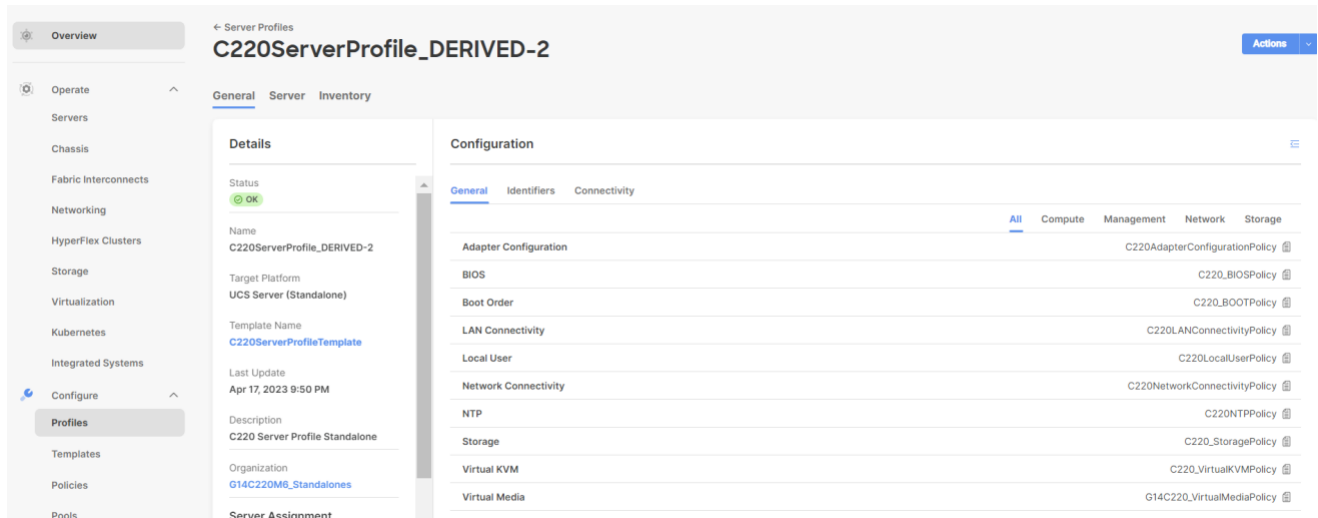 Overview
Operate
Servers
Chassis
Fabric Interconnects
Networking
HyperFlex Clusters
Storage
Virtualization
Kubernetes
Integrated Systems
Configure
Profiles
Templates
Policies
Pools
← Server Profiles
C220ServerProfile_DERIVED-2
Actions
General Server Inventory
Details
Status
OK
Name
C220ServerProfile_DERIVED-2
Target Platform
UCS Server (Standalone)
Template Name
C220ServerProfileTemplate
Last Update
Apr 17, 2023 9:50 PM
Description
C220 Server Profile Standalone
Organization
G14C220M6_Standalones
Server Assignment
Configuration
General Identifiers Connectivity
All Compute Management Network Storage
Adapter Configuration C220AdapterConfigurationPolicy
BIOS C220_BIOSPolicy
Boot Order C220_BOOTPolicy
LAN Connectivity C220LANConnectivityPolicy
Local User C220LocalUserPolicy
Network Connectivity C220NetworkConnectivityPolicy
NTP C220NTPPolicy
Storage C220_StoragePolicy
Virtual KVM C220_VirtualKVMPolicy
Virtual Media G14C220_VirtualMediaPolicy